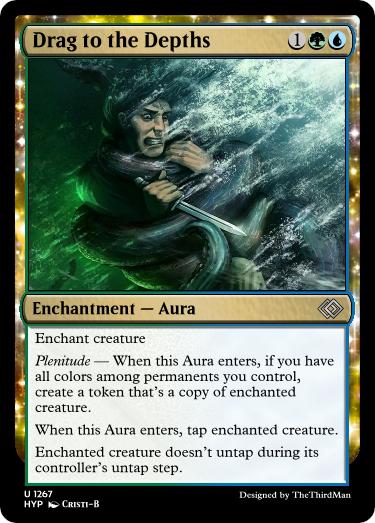 Drag to the Depths 1
Enchantment — Aura
Enchant creature
Plenitude — When this Aura enters, if you have
all colors among permanents you control,
create a token that's a copy of enchanted
creature.
When this Aura enters, tap enchanted creature.
Enchanted creature doesn't untap during its
controller's untap step.
U 1267
HYP Cristi-B
Designed by TheThirdMan